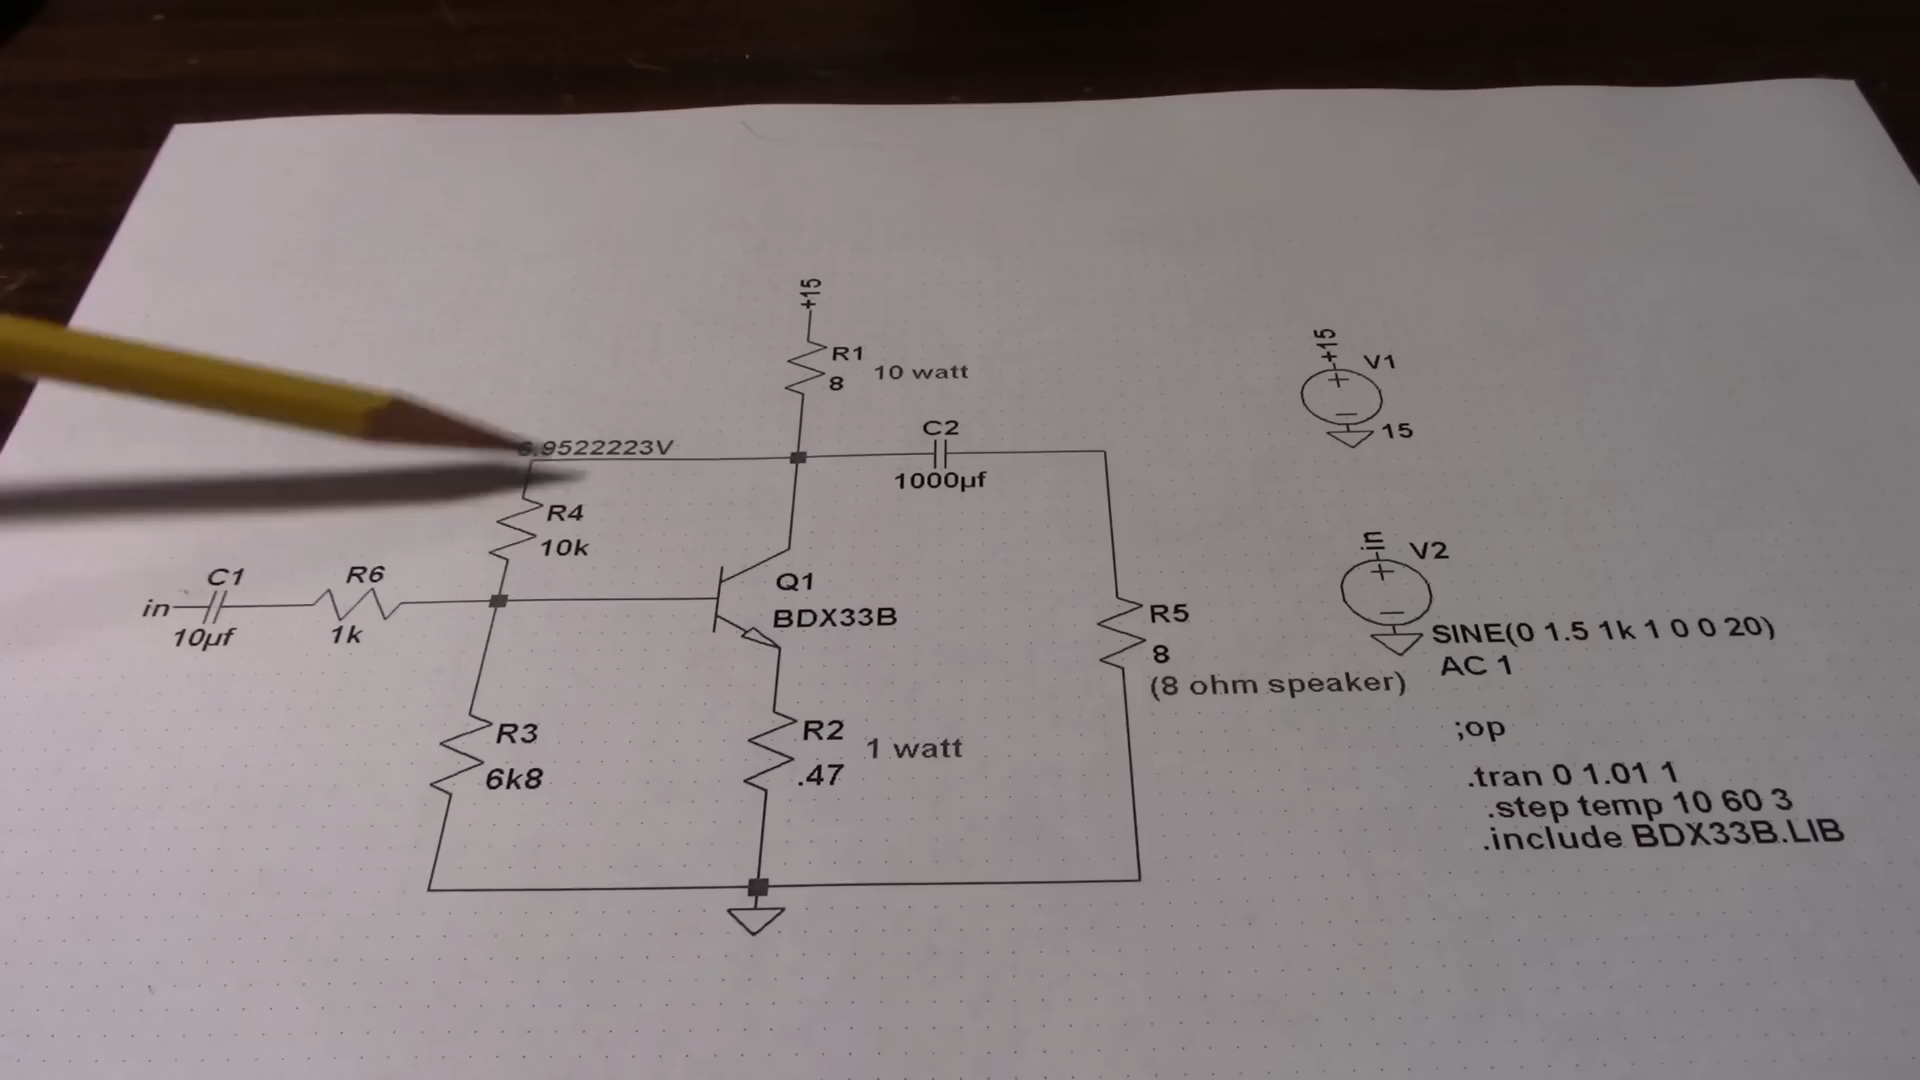 +15
R1
8
10 watt
.9522223V
C2
1000µf
R4
10k
in
C1
10µf
R6
1k
Q1
BDX33B
R3
6k8
R2
.47
1 watt
R5
8
(8 ohm speaker)
+15
V1
15
in
V2
SINE(0 1.5 1k 1 0 0 20)
AC 1
;op
.tran 0 1.01 1
.step temp 10 60 3
.include BDX33B.LIB